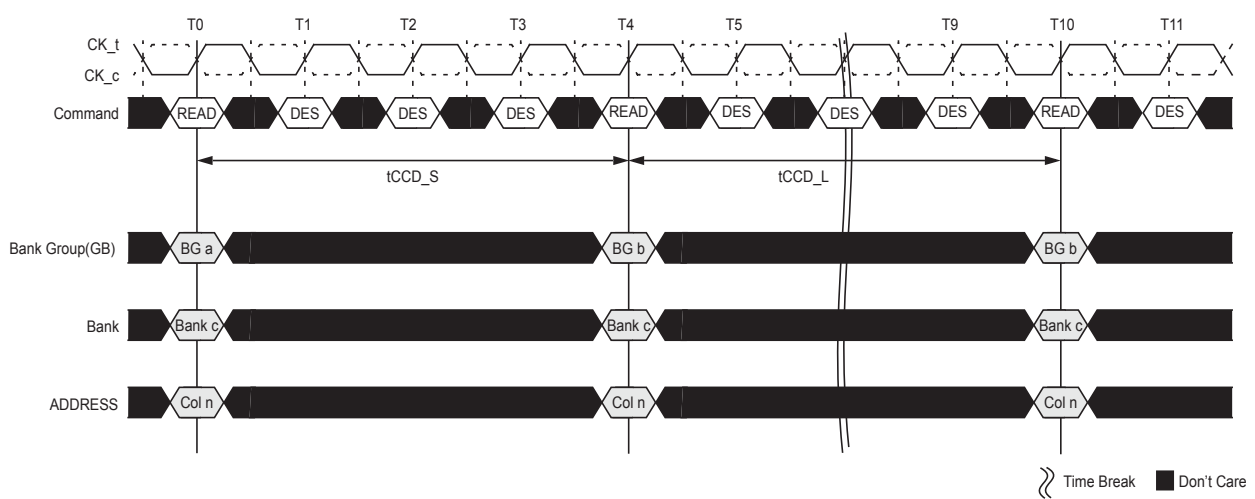 T0 T1 T2 T3 T4 T5 T9 T10 T11
CK_t
CK_c
Command READ DES DES DES READ DES DES DES READ DES
tCCD_S tCCD_L
Bank Group(GB) BG a BG b BG b
Bank Bank c Bank c Bank c
ADDRESS Col n Col n Col n
Time Break Don't Care